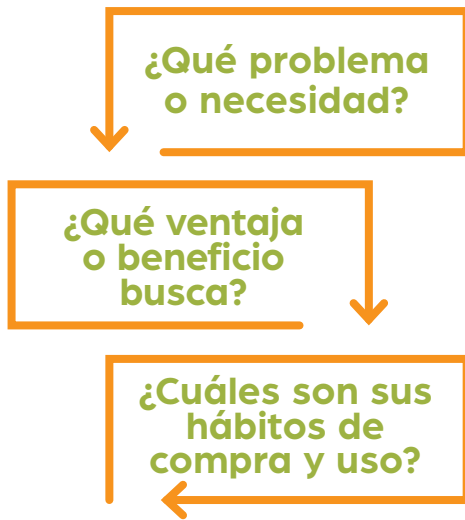 ¿Qué problema
o necesidad?
¿Qué ventaja
o beneficio
busca?
¿Cuáles son sus
hábitos de
compra y uso?